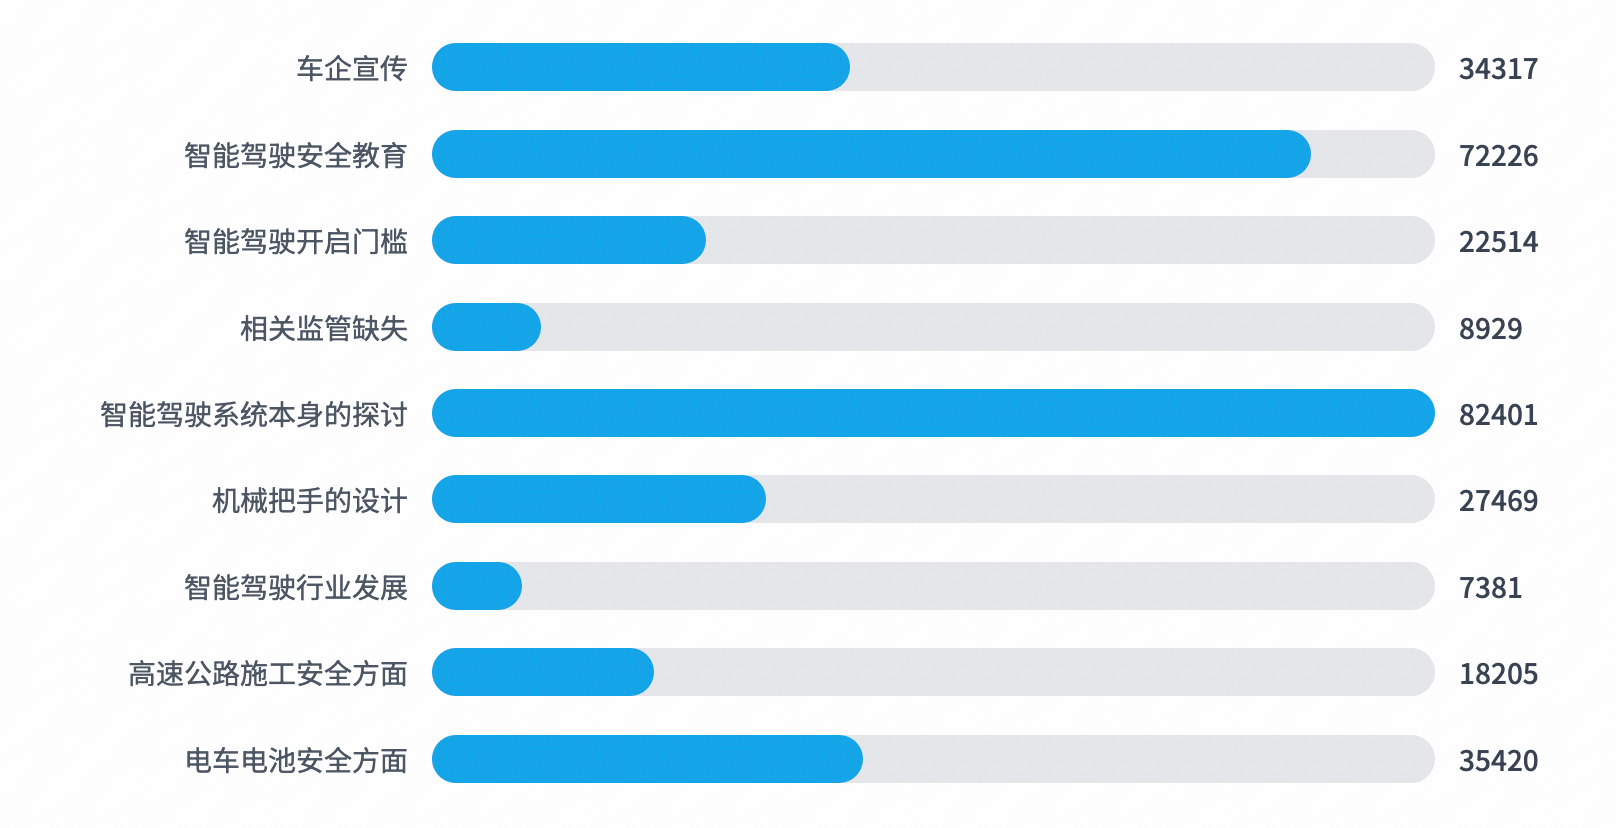 车企宣传 34317
智能驾驶安全教育 72226
智能驾驶开启门槛 22514
相关监管缺失 8929
智能驾驶系统本身的探讨 82401
机械把手的设计 27469
智能驾驶行业发展 7381
高速公路施工安全方面 18205
电车电池安全方面 35420